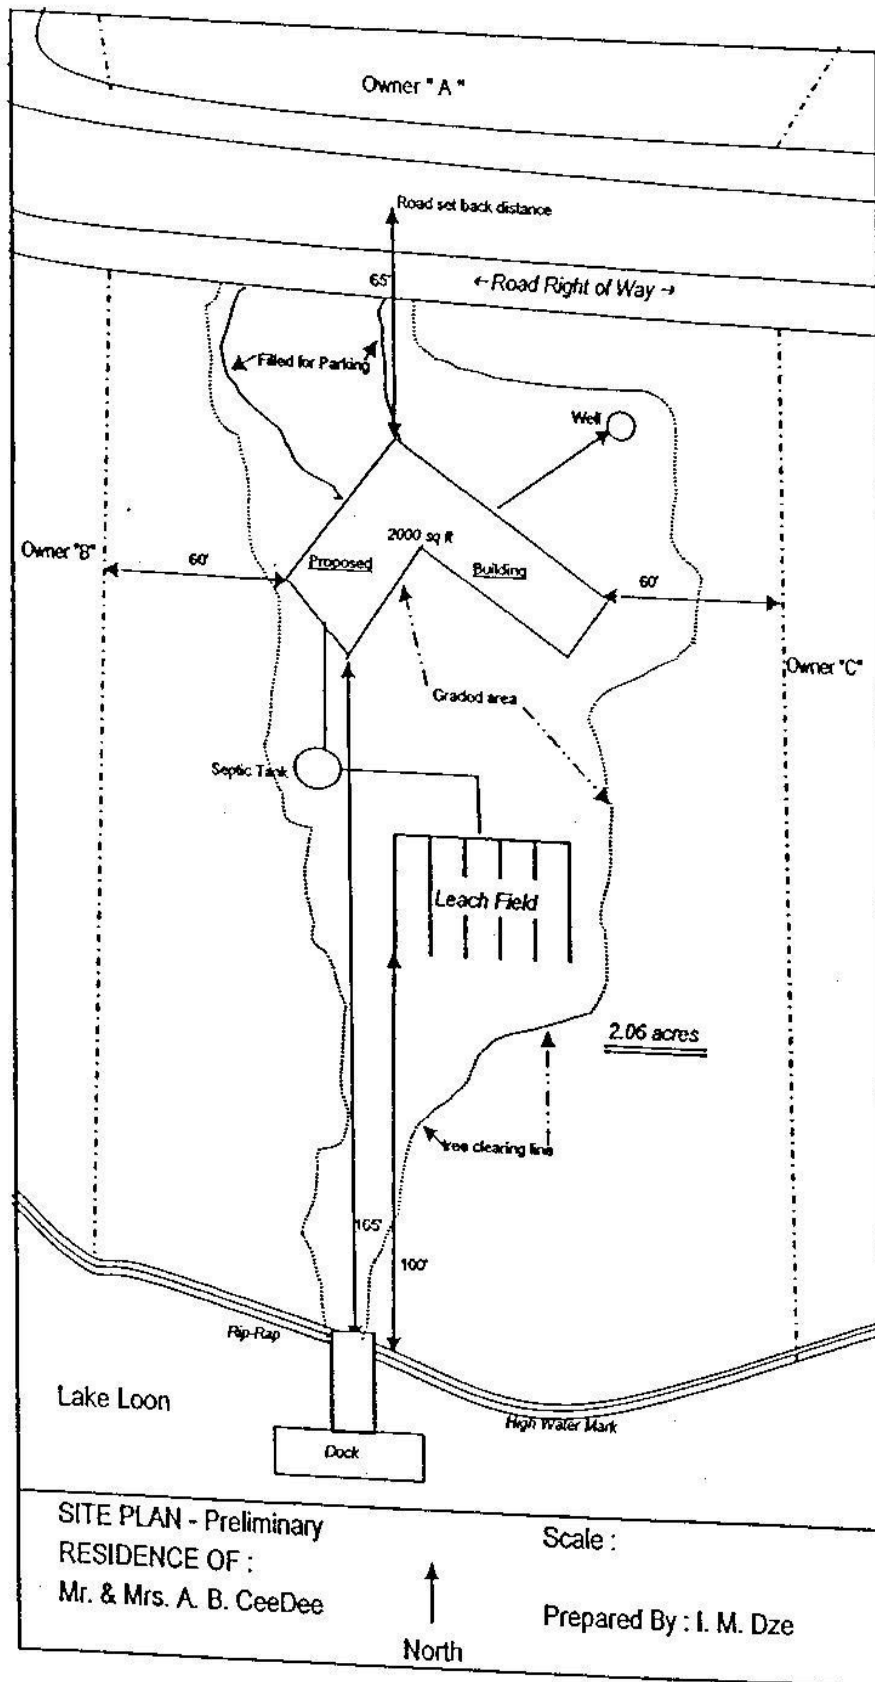 Owner "A"
Road set back distance
65'
←Road Right of Way→
Filled for Parking
Well
Owner "B"
60'
2000 sq ft
Proposed
Building
60'
Owner "C"
Graded area
Septic Tank
Leach Field
2.06 acres
tree clearing line
165'
100'
Rip-Rap
Lake Loon
High Water Mark
Dock
SITE PLAN - Preliminary
RESIDENCE OF :
Mr. & Mrs. A. B. CeeDee
North
Scale :
Prepared By : I. M. Dze